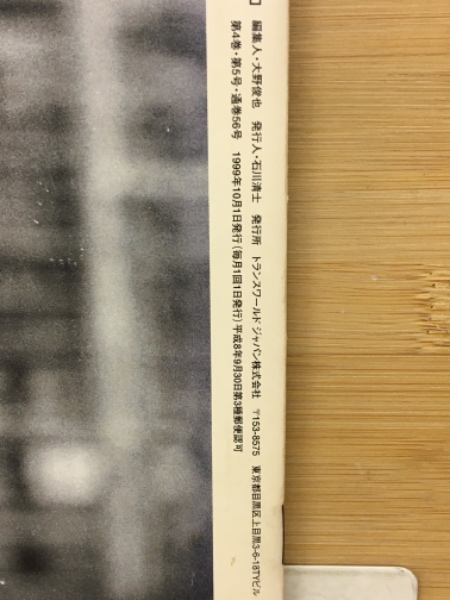 編集人・大野俊也 発行人・石川清士 発行所 トランスワールドジャパン株式会社 〒153-8575 東京都目黒区上目黒3-6-18TYビル
第4巻・第5号・通巻56号 1999年10月1日発行(毎月1回1日発行)平成8年9月30日第3種郵便認可